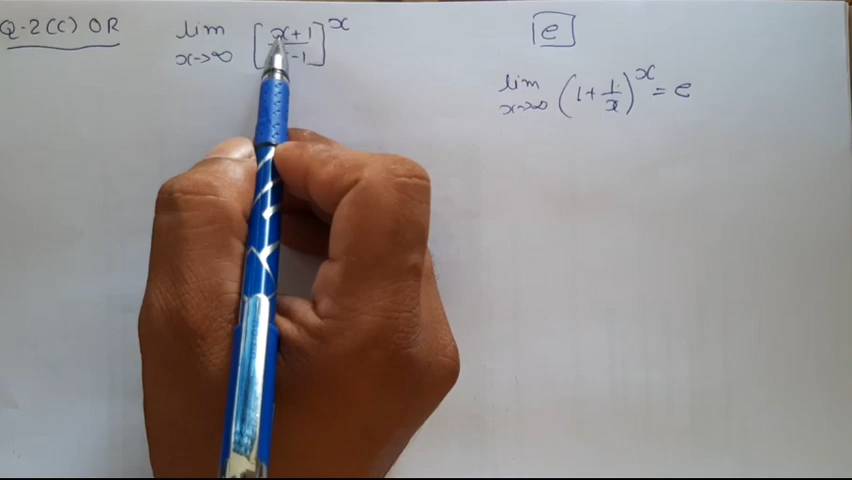 Q-2 (C) OR
lim x→∞ [x+1 / -1]^x
e
lim x→∞ (1 + 1/x)^x = e